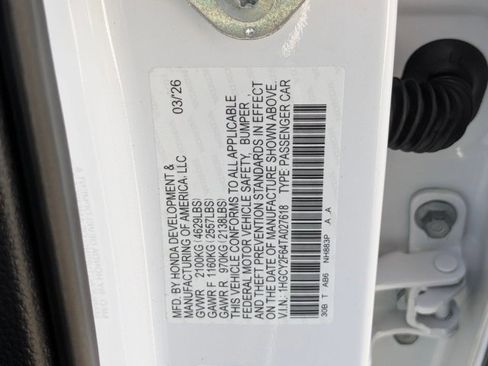 03/'26
MFD. BY HONDA DEVELOPMENT &
MANUFACTURING OF AMERICA, LLC
GVWR 2100KG(4629LBS)
GAWR F 1160KG(2557LBS)
GAWR R 970KG(2138LBS)
THIS VEHICLE CONFORMS TO ALL APPLICABLE
FEDERAL MOTOR VEHICLE SAFETY, BUMPER,
AND THEFT PREVENTION STANDARDS IN EFFECT
ON THE DATE OF MANUFACTURE SHOWN ABOVE.
V.I.N.: 1HGCY2F64TA027618 TYPE: PASSENGER CAR
30B T AB6 NH883P A _A